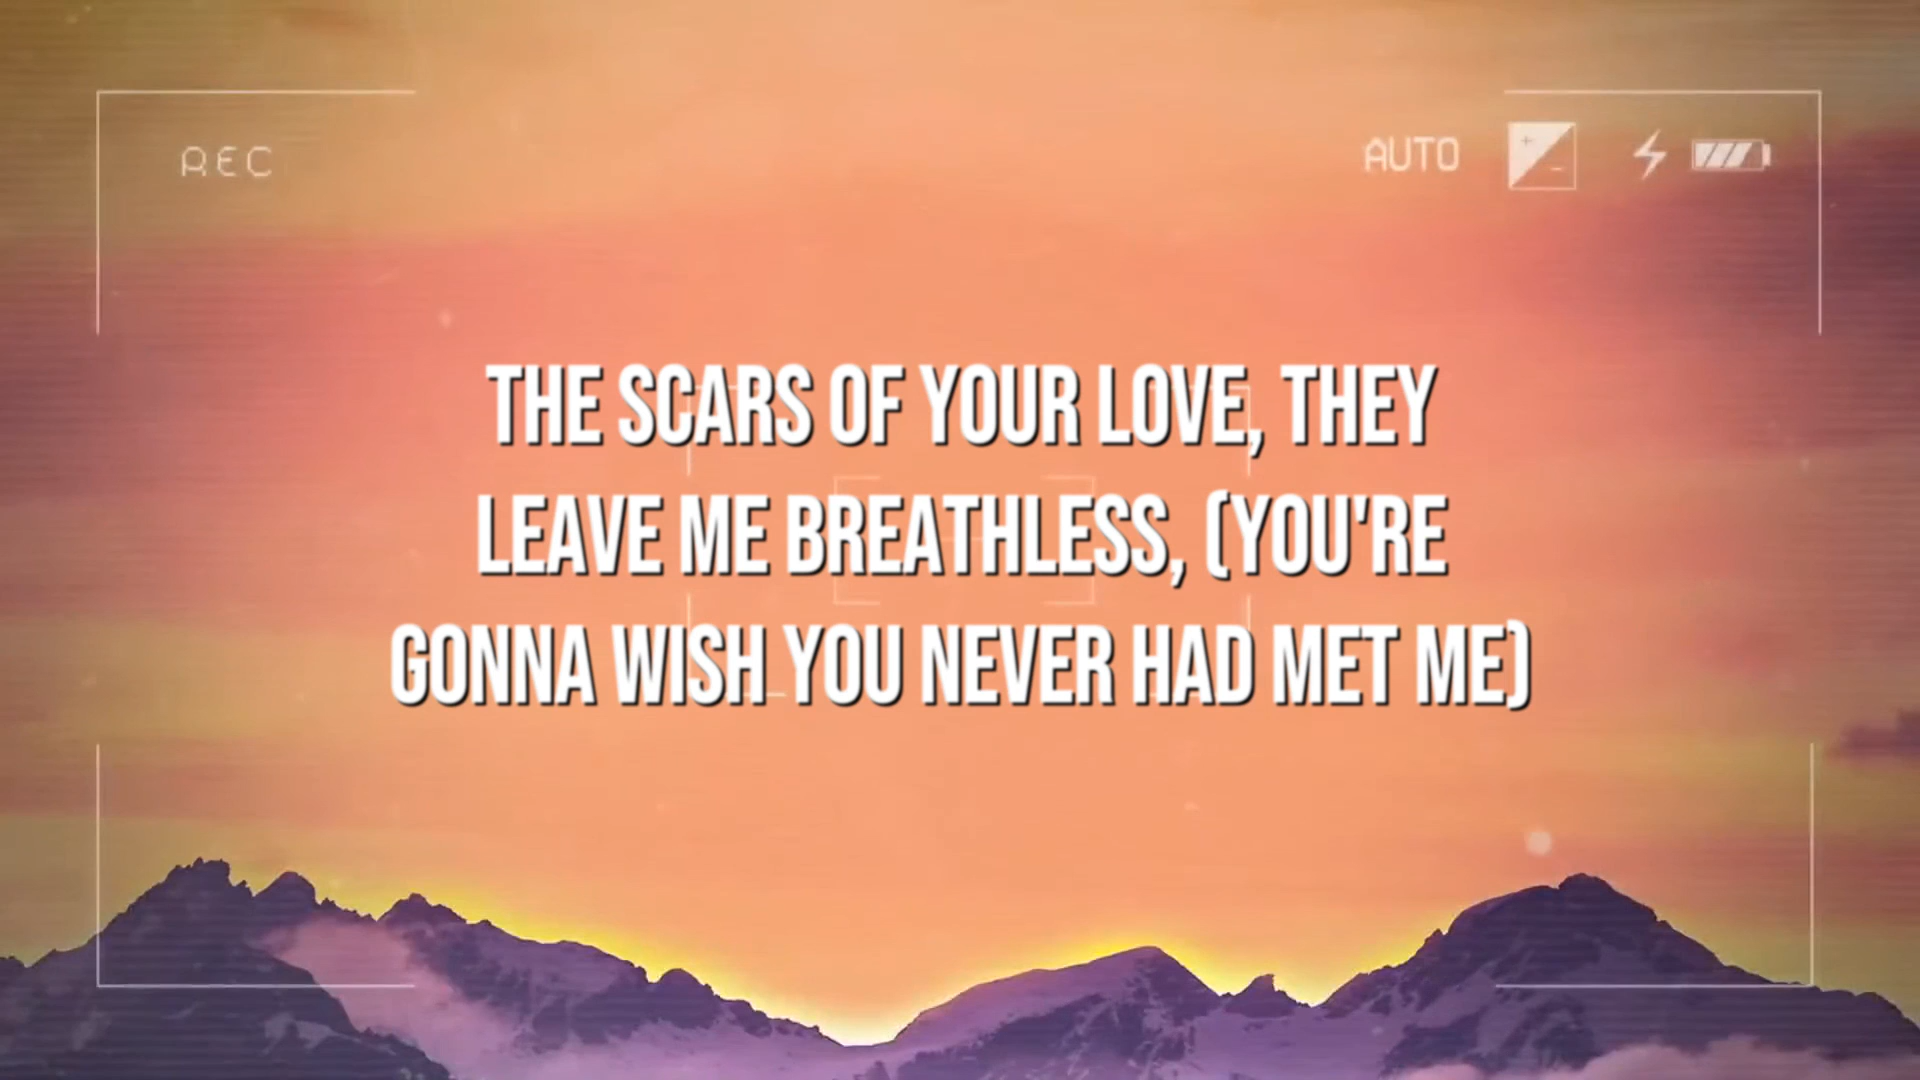 REC
AUTO
THE SCARS OF YOUR LOVE, THEY
LEAVE ME BREATHLESS, (YOU'RE
GONNA WISH YOU NEVER HAD MET ME)